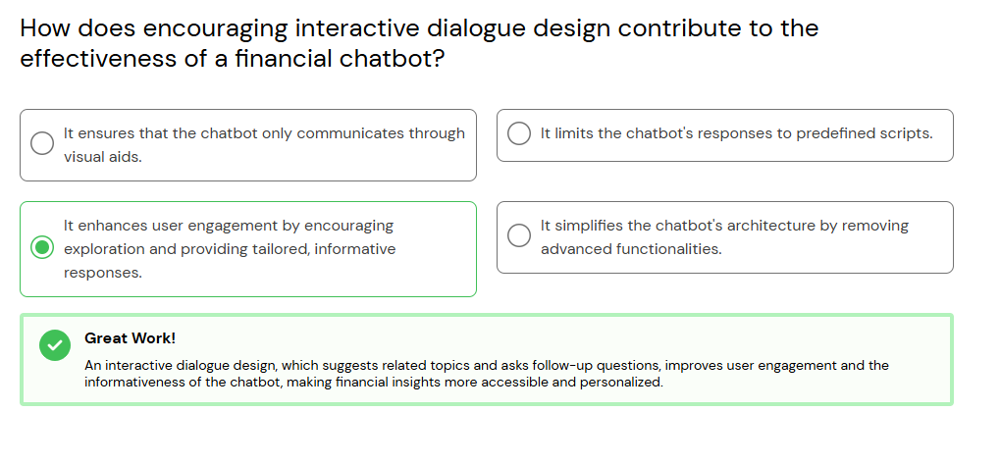 How does encouraging interactive dialogue design contribute to the
effectiveness of a financial chatbot?
It ensures that the chatbot only communicates through
visual aids.
It limits the chatbot's responses to predefined scripts.
It enhances user engagement by encouraging
exploration and providing tailored, informative
responses.
It simplifies the chatbot's architecture by removing
advanced functionalities.
Great Work!
An interactive dialogue design, which suggests related topics and asks follow-up questions, improves user engagement and the
informativeness of the chatbot, making financial insights more accessible and personalized.